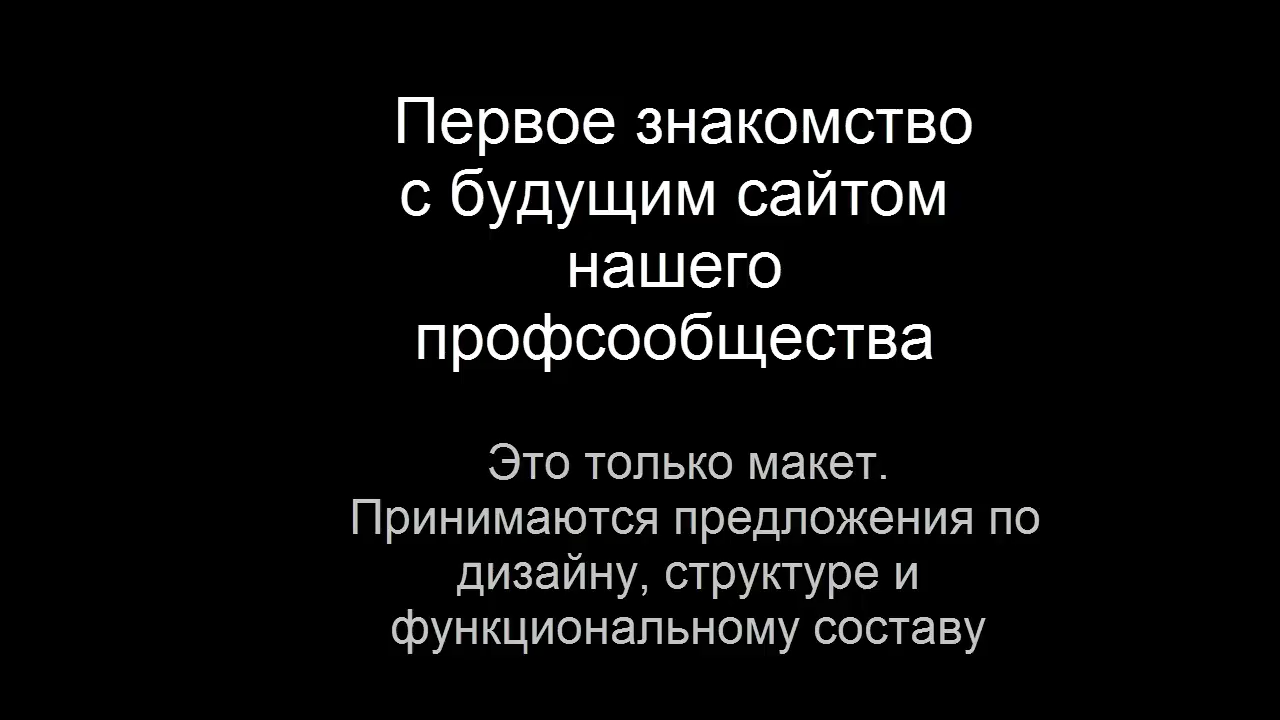 Первое знакомство
с будущим сайтом
нашего
профсообщества
Это только макет.
Принимаются предложения по
дизайну, структуре и
функциональному составу